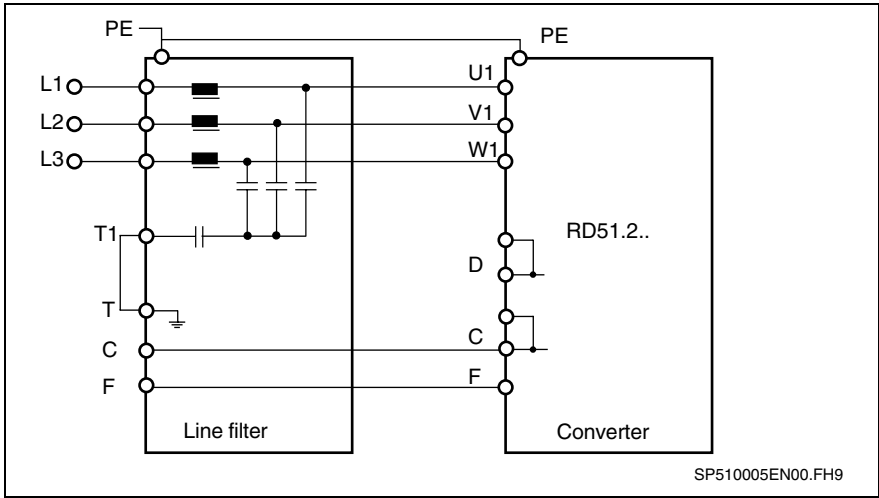 PE
PE
L1
U1
L2
V1
L3
W1
T1
RD51.2..
D
T
C
C
F
F
Line filter
Converter
SP510005EN00.FH9